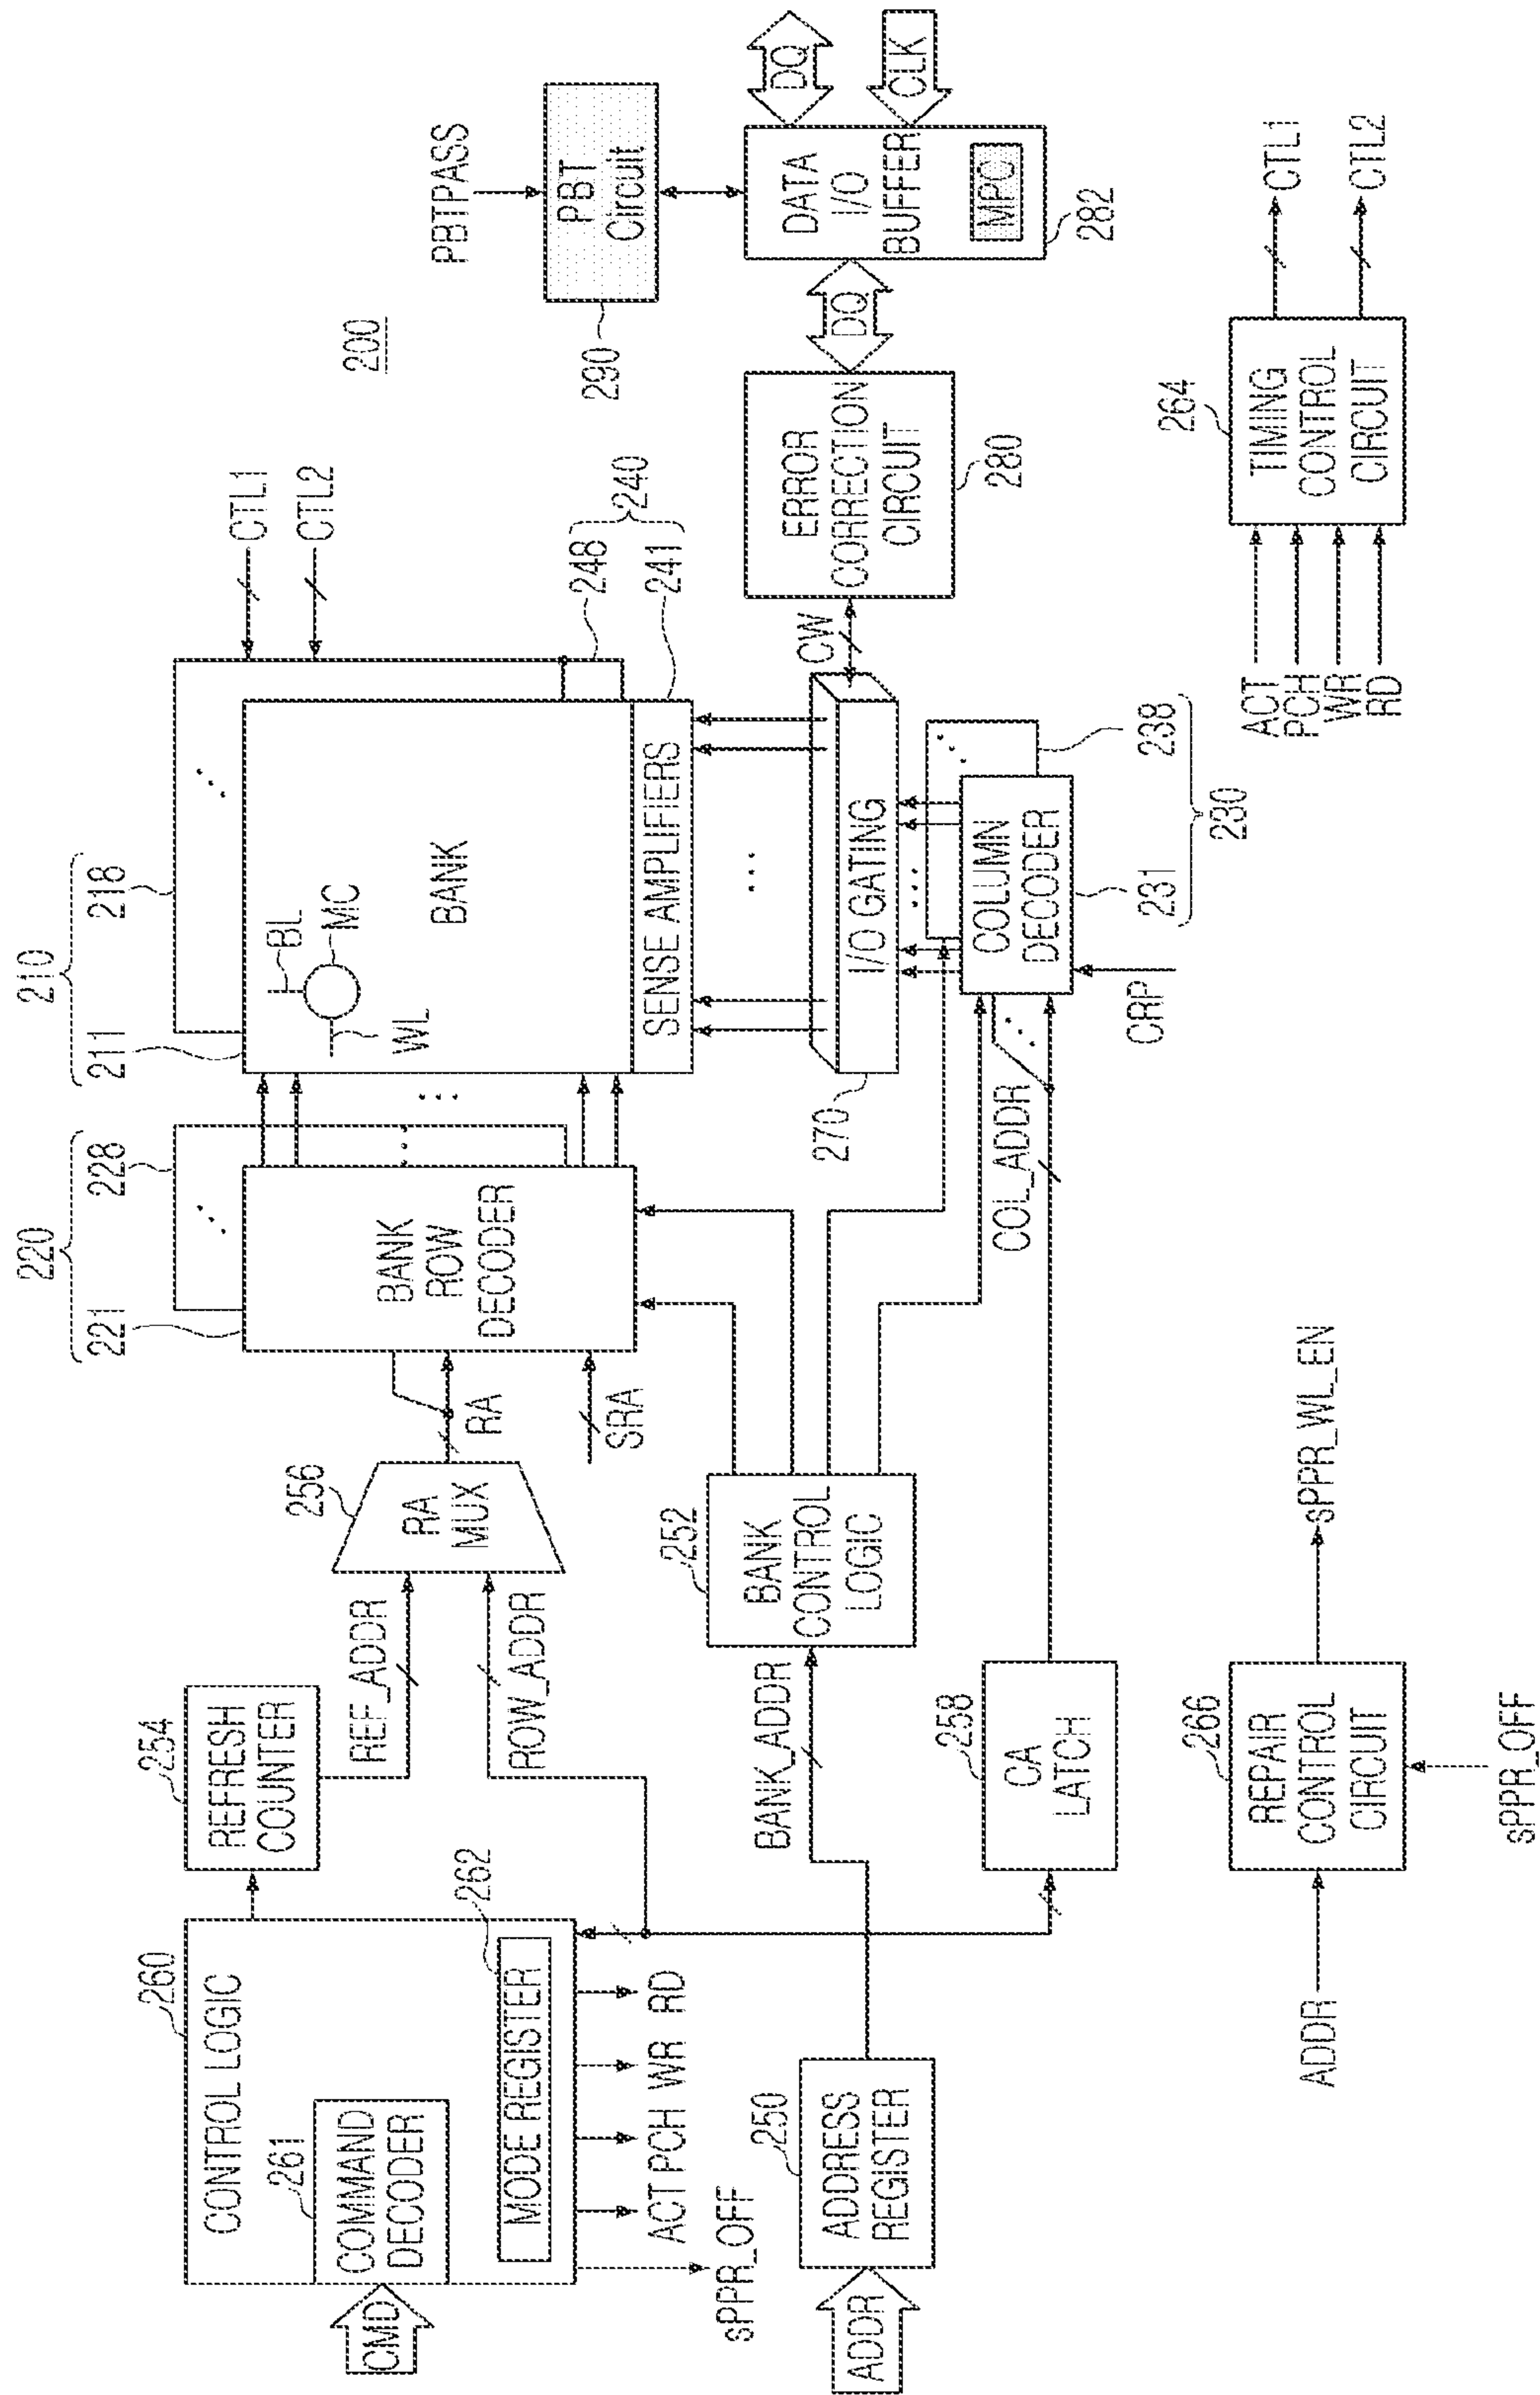 200
CMD
260
CONTROL LOGIC
261
COMMAND
DECODER
262
MODE REGISTER
ACT PCH WR RD
sPPR_OFF
254
REFRESH
COUNTER
REF_ADDR
ROW_ADDR
256
RA
MUX
RA
SRA
220
221
228
BANK
ROW
DECODER
210
211
218
BL
MC
WL
BANK
SENSE AMPLIFIERS
CTL1
CTL2
248
240
241
ADDR
250
ADDRESS
REGISTER
BANK_ADDR
252
BANK
CONTROL
LOGIC
258
CA
LATCH
COL_ADDR
270
I/O GATING
COLUMN
DECODER
CRP
231
238
230
CW
ERROR
CORRECTION
CIRCUIT
280
DQ
PBTPASS
PBT
Circuit
290
DATA
I/O
BUFFER
MPC
282
DQ
CLK
ADDR
266
REPAIR
CONTROL
CIRCUIT
sPPR_WL_EN
sPPR_OFF
ACT
PCH
WR
RD
264
TIMING
CONTROL
CIRCUIT
CTL1
CTL2